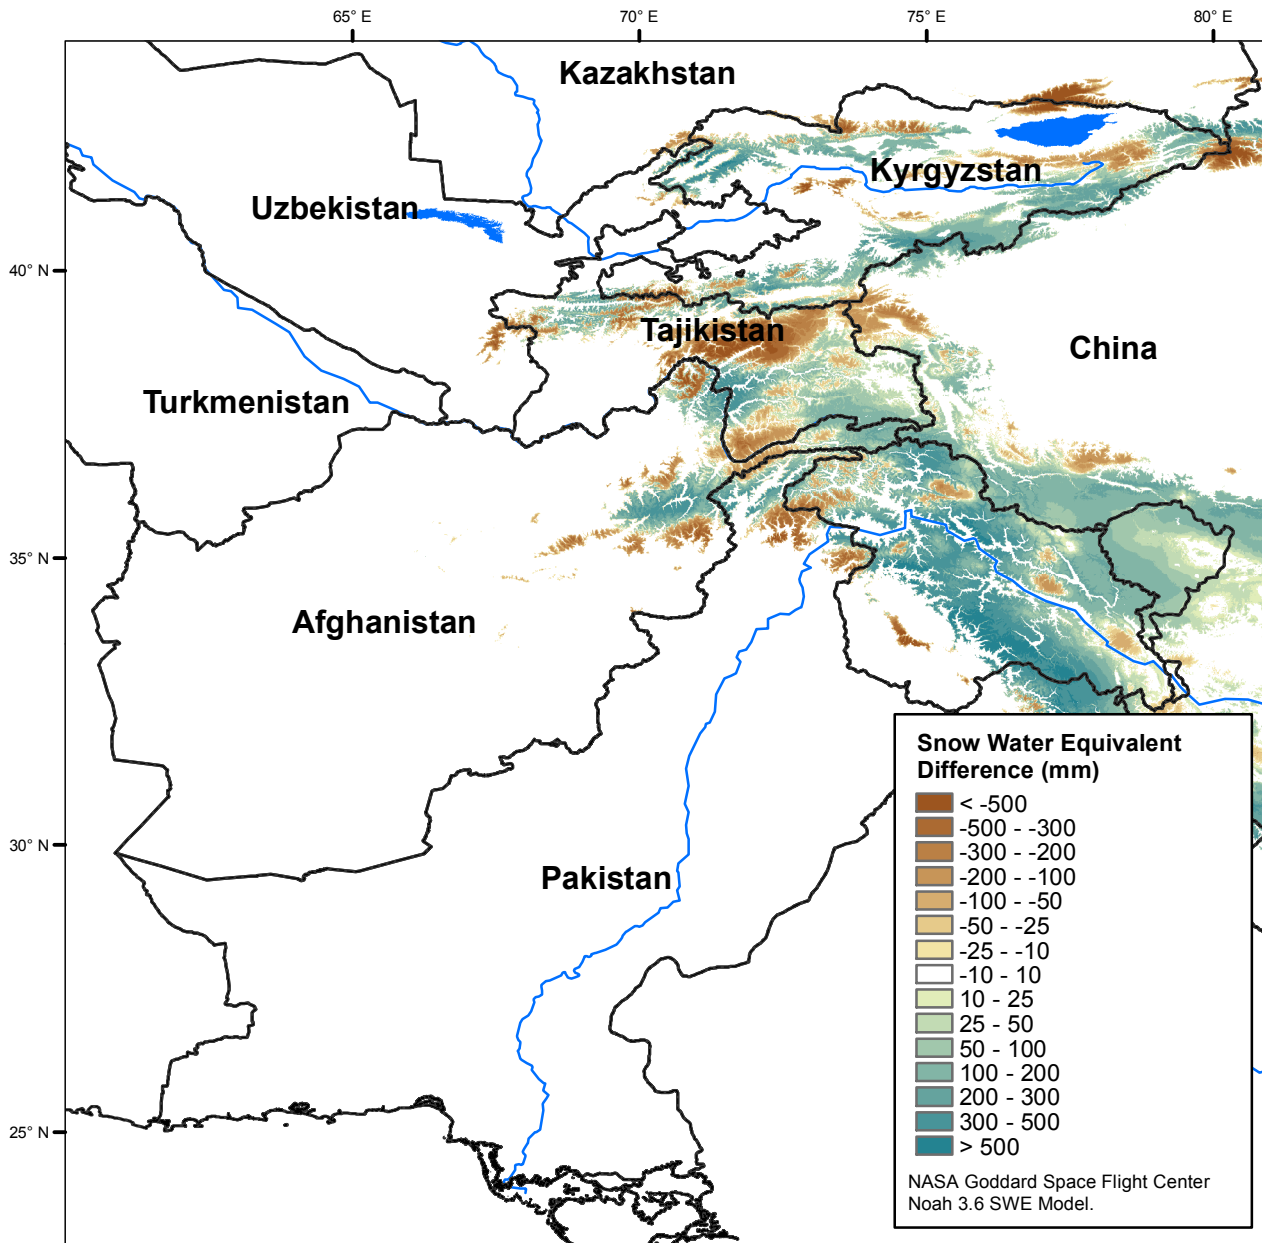 65° E
70° E
75° E
80° E
Kazakhstan
Kyrgyzstan
Uzbekistan
40° N
Tajikistan
China
Turkmenistan
35° N
Afghanistan
Snow Water Equivalent
Difference (mm)
< -500
-500 - -300
-300 - -200
-200 - -100
-100 - -50
-50 - -25
-25 - -10
-10 - 10
10 - 25
25 - 50
50 - 100
100 - 200
200 - 300
300 - 500
> 500
NASA Goddard Space Flight Center
Noah 3.6 SWE Model.
30° N
Pakistan
25° N